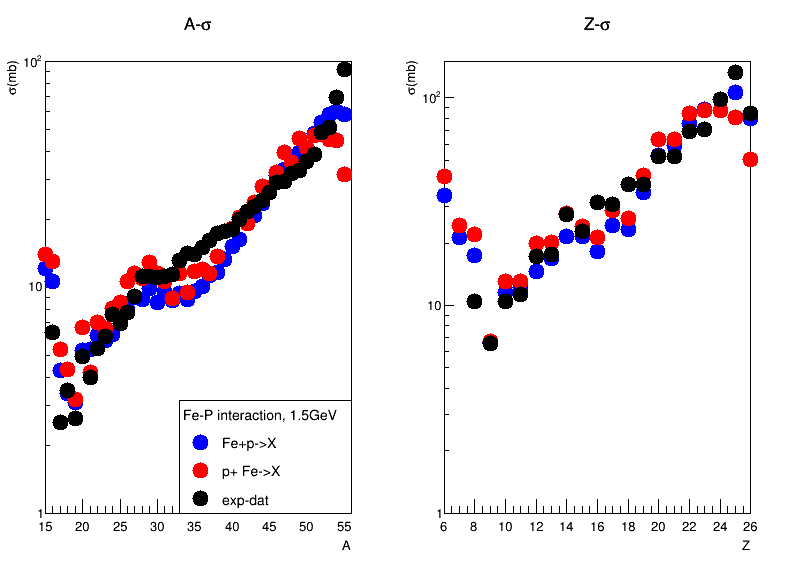 A-σ
σ(mb)
10²
10
1
15 20 25 30 35 40 45 50 55
A
Fe-P interaction, 1.5GeV
Fe+p->X
p+ Fe->X
exp-dat
Z-σ
σ(mb)
10²
10
1
6 8 10 12 14 16 18 20 22 24 26
Z